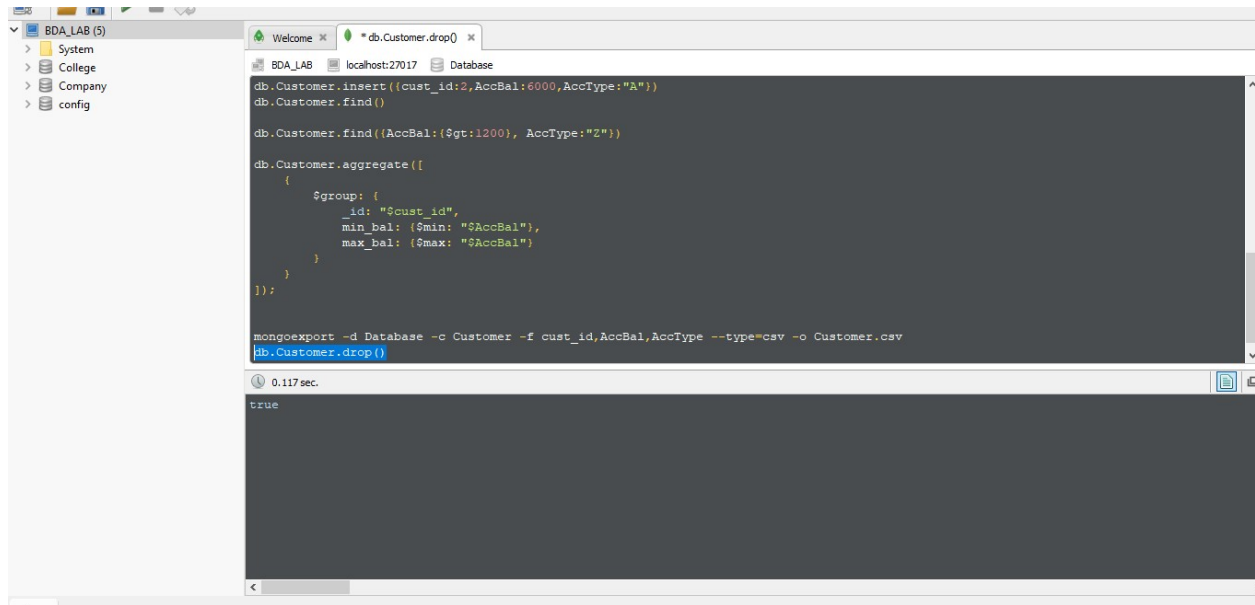 BDA_LAB (5)
System
College
Company
config
Welcome
* db.Customer.drop()
BDA_LAB localhost:27017 Database
db.Customer.insert({cust_id:2,AccBal:6000,AccType:"A"})
db.Customer.find()
db.Customer.find({AccBal:{$gt:1200}, AccType:"Z"})
db.Customer.aggregate([
{
$group: {
_id: "$cust_id",
min_bal: {$min: "$AccBal"},
max_bal: {$max: "$AccBal"}
}
}
]);
mongoexport -d Database -c Customer -f cust_id,AccBal,AccType --type=csv -o Customer.csv
db.Customer.drop()
0.117 sec.
true